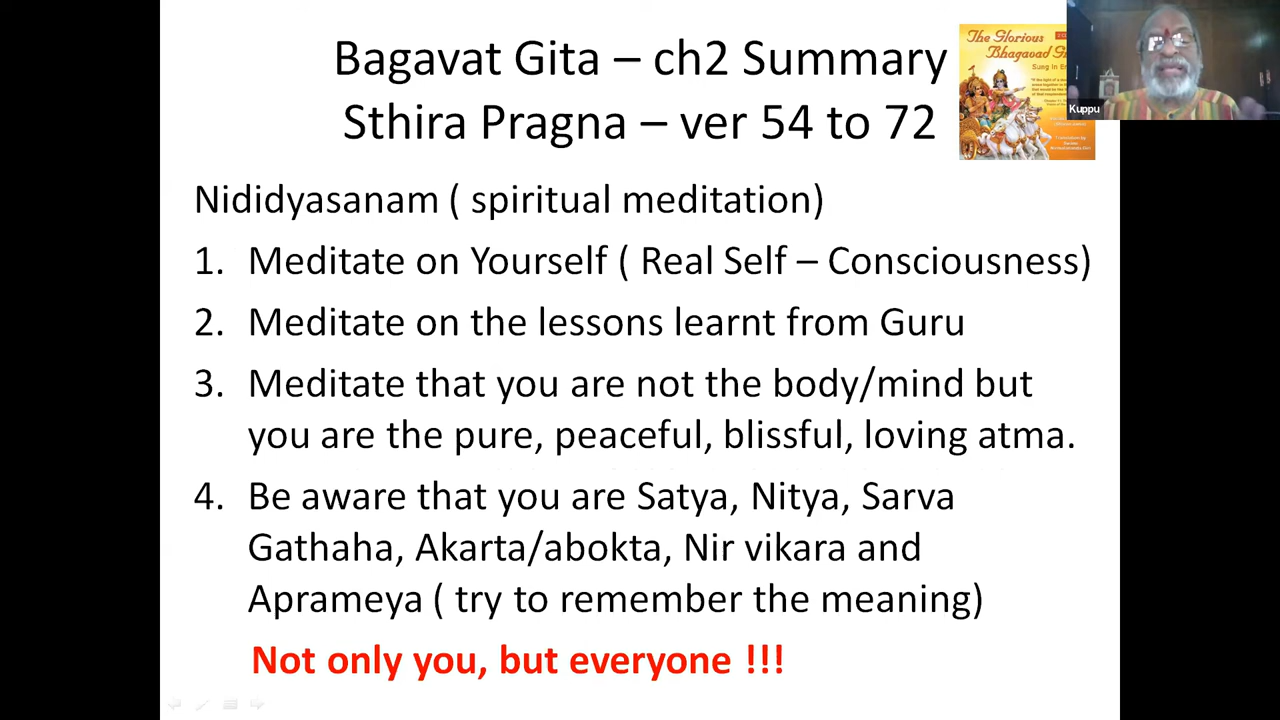 Bagavat Gita – ch2 Summary
Sthira Pragna – ver 54 to 72
The Glorious
Bhagavad Gi
Sung in En
Kuppu
Nididyasanam ( spiritual meditation)
1. Meditate on Yourself ( Real Self – Consciousness)
2. Meditate on the lessons learnt from Guru
3. Meditate that you are not the body/mind but
you are the pure, peaceful, blissful, loving atma.
4. Be aware that you are Satya, Nitya, Sarva
Gathaha, Akarta/abokta, Nir vikara and
Aprameya ( try to remember the meaning)
Not only you, but everyone !!!